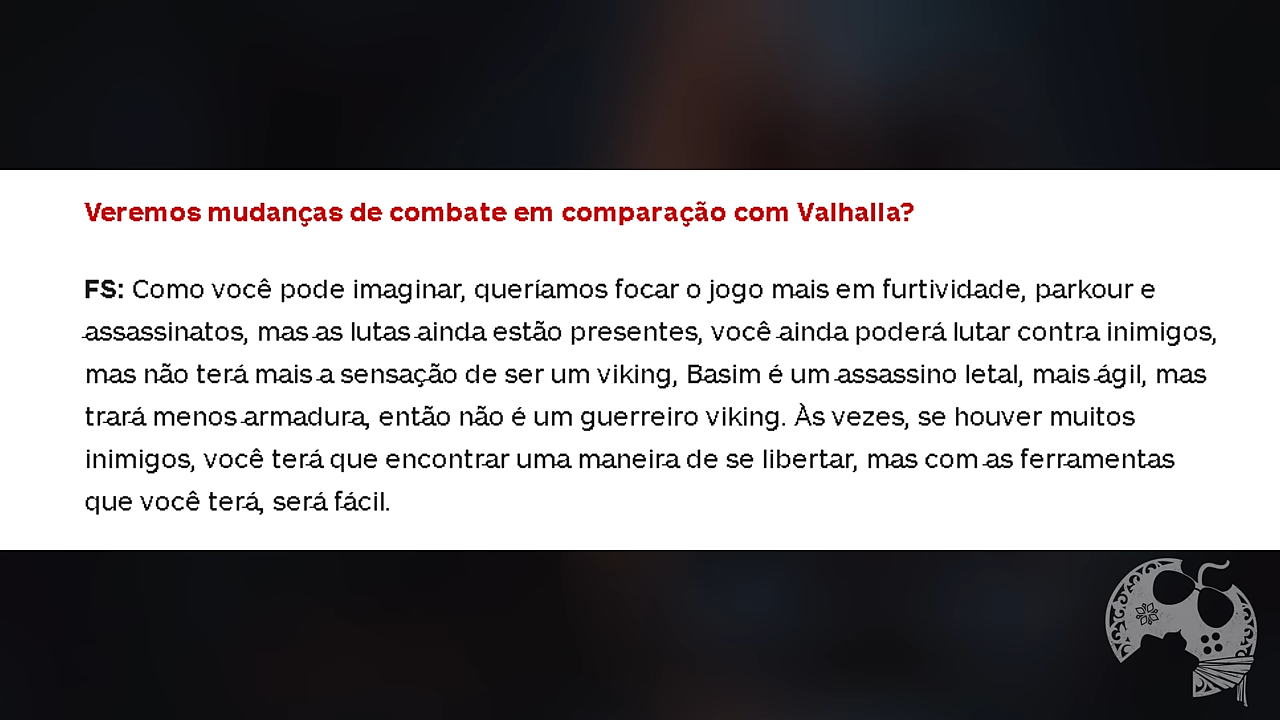 Veremos mudanças de combate em comparação com Valhalla?
FS: Como você pode imaginar, queríamos focar o jogo mais em furtividade, parkour e
assassinatos, mas as lutas ainda estão presentes, você ainda poderá lutar contra inimigos,
mas não terá mais a sensação de ser um viking, Basim é um assassino letal, mais ágil, mas
trará menos armadura, então não é um guerreiro viking. Às vezes, se houver muitos
inimigos, você terá que encontrar uma maneira de se libertar, mas com as ferramentas
que você terá, será fácil.